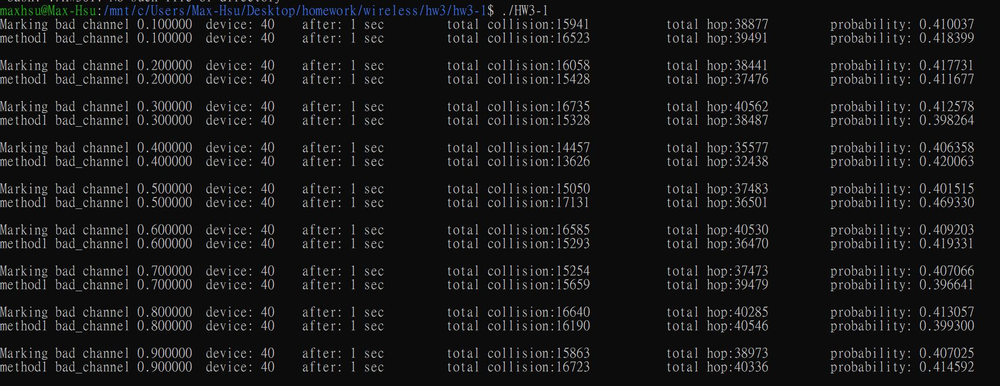 maxhsu@Max-Hsu:/mnt/c/Users/Max-Hsu/Desktop/homework/wireless/hw3/hw3-1$ ./HW3-1
Marking bad channel 0.100000 device: 40 after: 1 sec total collision:15941 total hop:38877 probability: 0.410037
method1 bad_channel 0.100000 device: 40 after: 1 sec total collision:16523 total hop:39491 probability: 0.418399
Marking bad channel 0.200000 device: 40 after: 1 sec total collision:16058 total hop:38441 probability: 0.417731
method1 bad_channel 0.200000 device: 40 after: 1 sec total collision:15428 total hop:37476 probability: 0.411677
Marking bad channel 0.300000 device: 40 after: 1 sec total collision:16735 total hop:40562 probability: 0.412578
method1 bad_channel 0.300000 device: 40 after: 1 sec total collision:15328 total hop:38487 probability: 0.398264
Marking bad channel 0.400000 device: 40 after: 1 sec total collision:14457 total hop:35577 probability: 0.406358
method1 bad_channel 0.400000 device: 40 after: 1 sec total collision:13626 total hop:32438 probability: 0.420063
Marking bad channel 0.500000 device: 40 after: 1 sec total collision:15050 total hop:37483 probability: 0.401515
method1 bad_channel 0.500000 device: 40 after: 1 sec total collision:17131 total hop:36501 probability: 0.469330
Marking bad channel 0.600000 device: 40 after: 1 sec total collision:16585 total hop:40530 probability: 0.409203
method1 bad_channel 0.600000 device: 40 after: 1 sec total collision:15293 total hop:36470 probability: 0.419331
Marking bad channel 0.700000 device: 40 after: 1 sec total collision:15254 total hop:37473 probability: 0.407066
method1 bad_channel 0.700000 device: 40 after: 1 sec total collision:15659 total hop:39479 probability: 0.396641
Marking bad channel 0.800000 device: 40 after: 1 sec total collision:16640 total hop:40285 probability: 0.413057
method1 bad_channel 0.800000 device: 40 after: 1 sec total collision:16190 total hop:40546 probability: 0.399300
Marking bad channel 0.900000 device: 40 after: 1 sec total collision:15863 total hop:38973 probability: 0.407025
method1 bad_channel 0.900000 device: 40 after: 1 sec total collision:16723 total hop:40336 probability: 0.414592